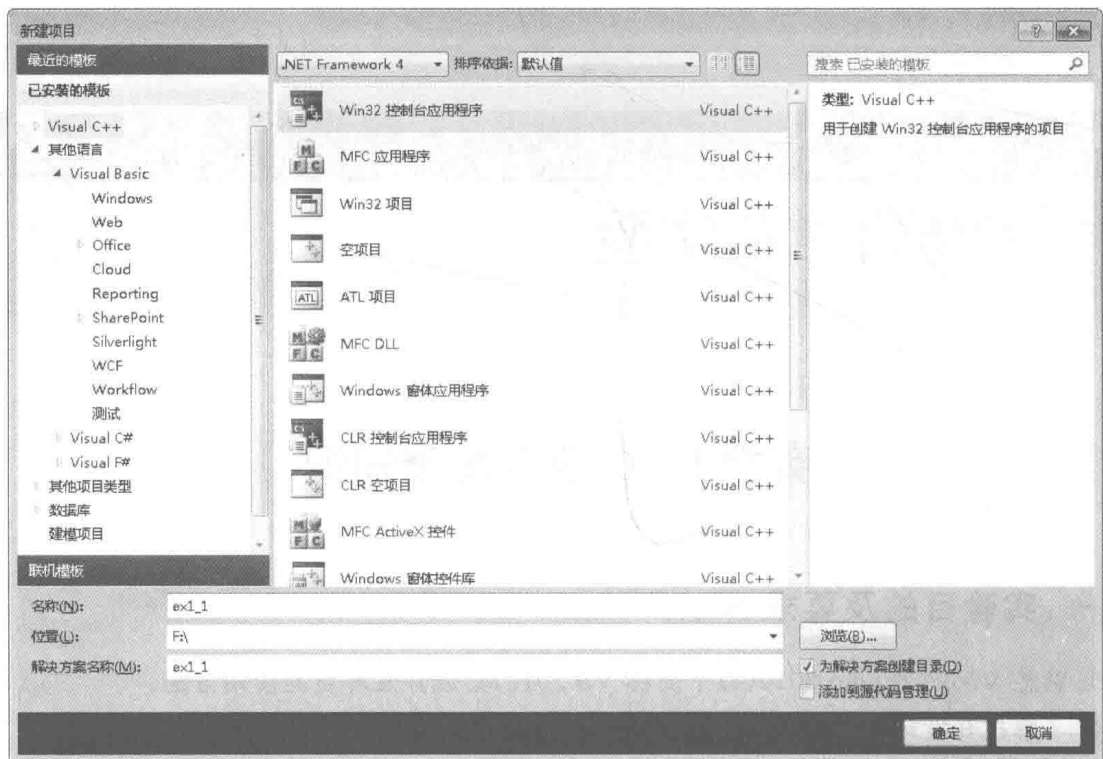 新建项目
最近的模板
.NET Framework 4 排序依据: 默认值
搜索 已安装的模板
已安装的模板
Visual C++
其他语言
Visual Basic
Windows
Web
Office
Cloud
Reporting
SharePoint
Silverlight
WCF
Workflow
测试
Visual C#
Visual F#
其他项目类型
数据库
建模项目
联机模板
Win32 控制台应用程序 Visual C++
MFC 应用程序 Visual C++
Win32 项目 Visual C++
空项目 Visual C++
ATL 项目 Visual C++
MFC DLL Visual C++
Windows 窗体应用程序 Visual C++
CLR 控制台应用程序 Visual C++
CLR 空项目 Visual C++
MFC ActiveX 控件 Visual C++
Windows 窗体控件库 Visual C++
类型: Visual C++
用于创建 Win32 控制台应用程序的项目
名称(N): ex1_1
位置(L): F:\
浏览(B)...
解决方案名称(M): ex1_1
为解决方案创建目录(D)
添加到源代码管理(U)
确定 取消